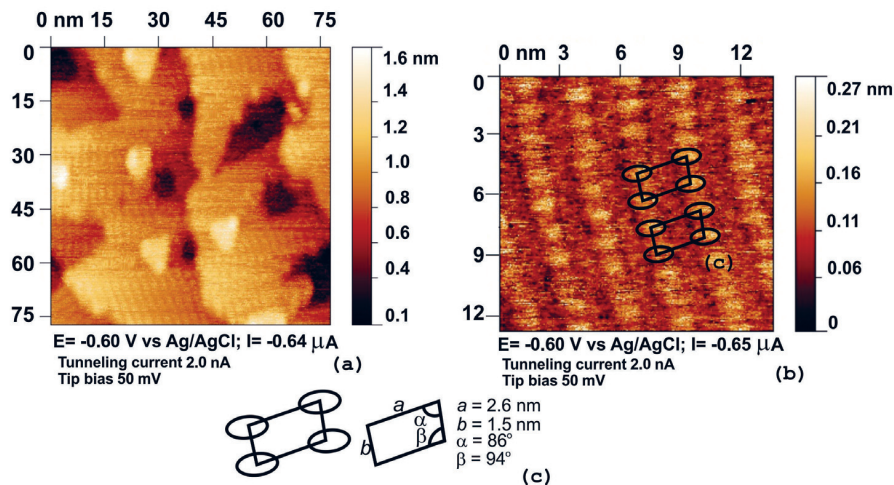 0 nm 15 30 45 60 75
0
15
30
45
60
75
1.6 nm
1.4
1.2
1.0
0.8
0.6
0.4
0.1
E= -0.60 V vs Ag/AgCl; I= -0.64 μA
Tunneling current 2.0 nA
Tip bias 50 mV
(a)
0 nm 3 6 9 12
0
3
6
9
12
(c)
0.27 nm
0.21
0.16
0.11
0.06
0
E= -0.60 V vs Ag/AgCl; I= -0.65 μA
Tunneling current 2.0 nA
Tip bias 50 mV
(b)
a
b
α
β
a = 2.6 nm
b = 1.5 nm
α = 86°
β = 94°
(c)